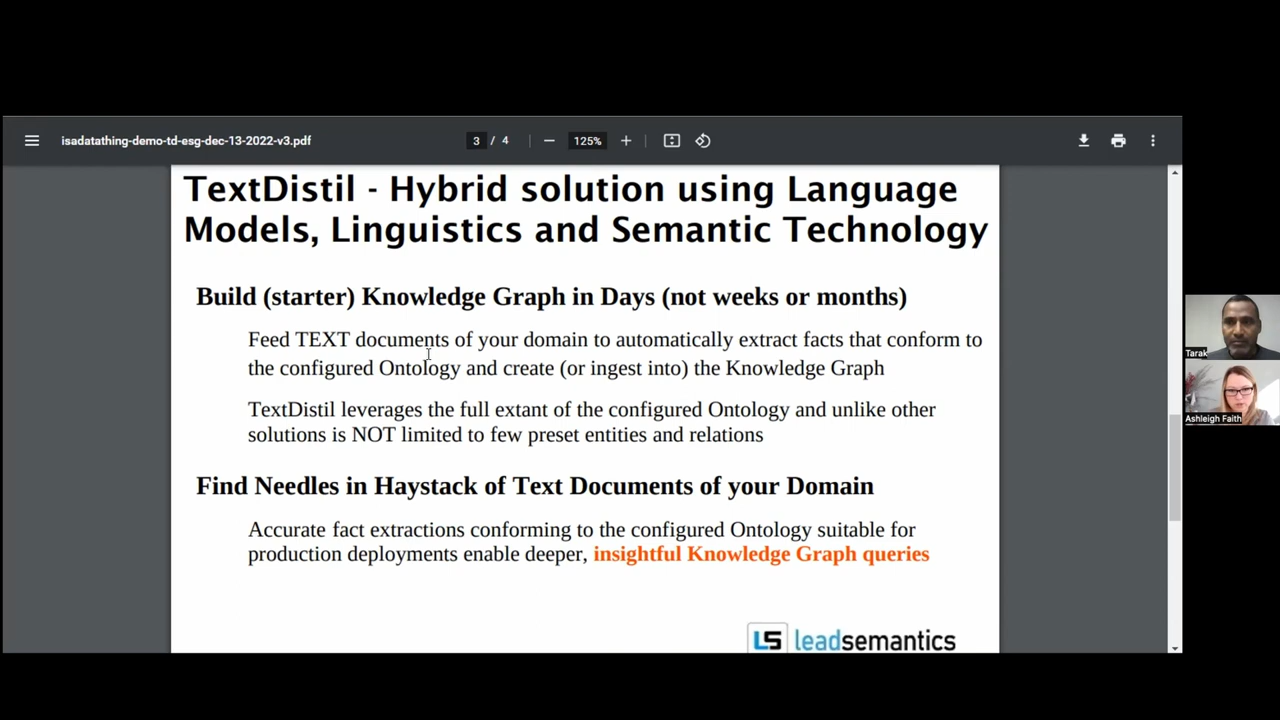 isadatathing-demo-td-esg-dec-13-2022-v3.pdf
3 / 4
125%
TextDistil - Hybrid solution using Language
Models, Linguistics and Semantic Technology
Build (starter) Knowledge Graph in Days (not weeks or months)
Feed TEXT documents of your domain to automatically extract facts that conform to
the configured Ontology and create (or ingest into) the Knowledge Graph
TextDistil leverages the full extant of the configured Ontology and unlike other
solutions is NOT limited to few preset entities and relations
Find Needles in Haystack of Text Documents of your Domain
Accurate fact extractions conforming to the configured Ontology suitable for
production deployments enable deeper, insightful Knowledge Graph queries
LS leadsemantics
Tarak
Ashleigh Faith